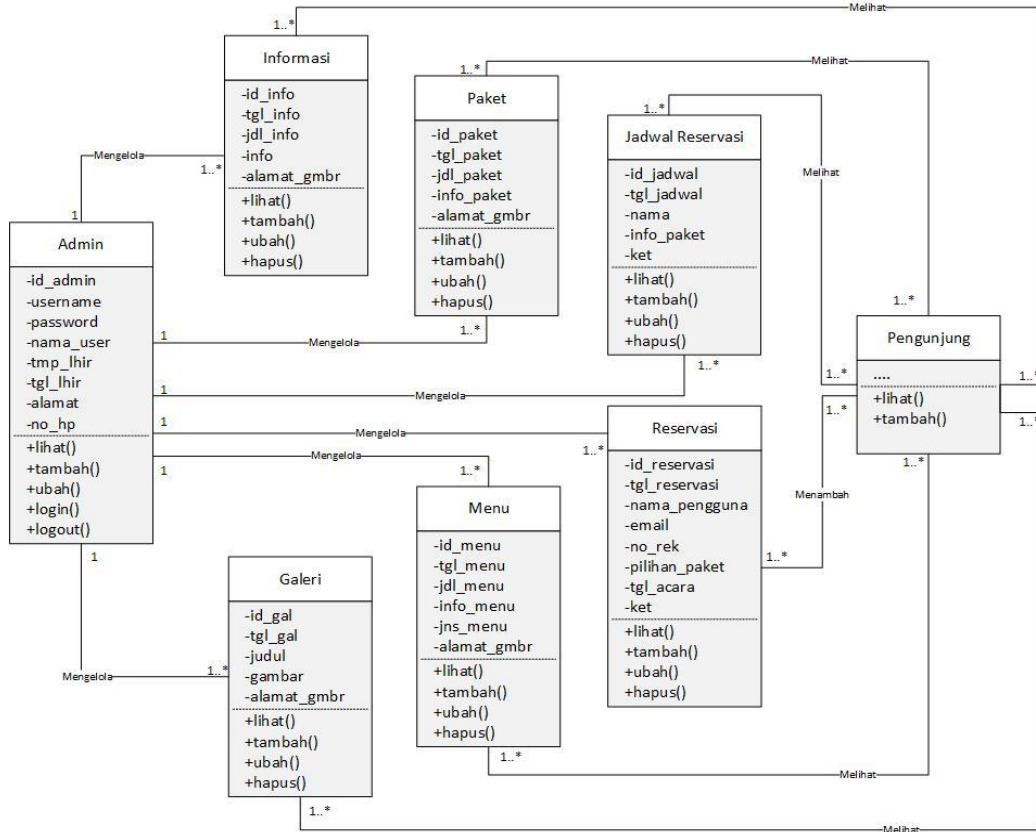 Melihat
1..*
1..*
Informasi
-id_info
-tgl_info
-jdl_info
-info
-alamat_gmbr
+lihat()
+tambah()
+ubah()
+hapus()
Mengelola
1..*
1
1..*
Melihat
Paket
-id_paket
-tgl_paket
-jdl_paket
-info_paket
-alamat_gmbr
+lihat()
+tambah()
+ubah()
+hapus()
1..*
1
Mengelola
1..*
Jadwal Reservasi
-id_jadwal
-tgl_jadwal
-nama
-info_paket
-ket
+lihat()
+tambah()
+ubah()
+hapus()
Melihat
1..*
1
Mengelola
Admin
-id_admin
-username
-password
-nama_user
-tmp_lhir
-tgl_lhir
-alamat
-no_hp
+lihat()
+tambah()
+ubah()
+login()
+logout()
1..*
Pengunjung
....
+lihat()
+tambah()
1..*
1..*
1..*
1..*
1..*
1
Mengelola
1..*
Reservasi
-id_reservasi
-tgl_reservasi
-nama_pengguna
-email
-no_rek
-pilihan_paket
-tgl_acara
-ket
+lihat()
+tambah()
+ubah()
+hapus()
Menambah
1..*
1
Mengelola
1..*
Menu
-id_menu
-tgl_menu
-jdl_menu
-info_menu
-jns_menu
-alamat_gmbr
+lihat()
+tambah()
+ubah()
+hapus()
1..*
Melihat
1
Mengelola
1..*
Galeri
-id_gal
-tgl_gal
-judul
-gambar
-alamat_gmbr
+lihat()
+tambah()
+ubah()
+hapus()
1..*
Melihat